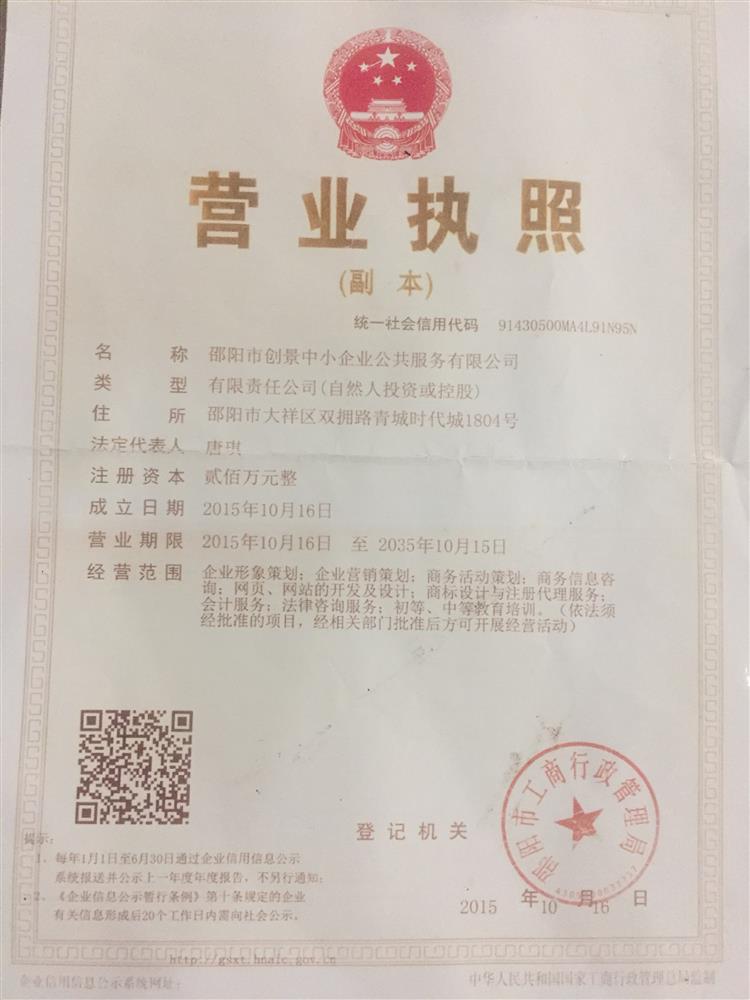 营业执照
(副 本)
统一社会信用代码 91430500MA4L91N95N
名称 邵阳市创景中小企业公共服务有限公司
类型 有限责任公司(自然人投资或控股)
住所 邵阳市大祥区双拥路青城时代城1804号
法定代表人 唐琪
注册资本 贰佰万元整
成立日期 2015年10月16日
营业期限 2015年10月16日 至 2035年10月15日
经营范围 企业形象策划；企业营销策划；商务活动策划；商务信息咨
询；网页、网站的开发及设计；商标设计与注册代理服务；
会计服务；法律咨询服务；初等、中等教育培训。（依法须
经批准的项目，经相关部门批准后方可开展经营活动）
登记机关
邵阳市工商行政管理局
2015 年 10 月 16 日
提示：
1、每年1月1日至6月30日通过企业信用信息公示
系统报送并公示上一年度年度报告，不另行通知；
2、《企业信息公示暂行条例》第十条规定的企业
有关信息形成后20个工作日内需向社会公示。
http://gsxt.hnaic.gov.cn
企业信用信息公示系统网址：
中华人民共和国国家工商行政管理总局监制